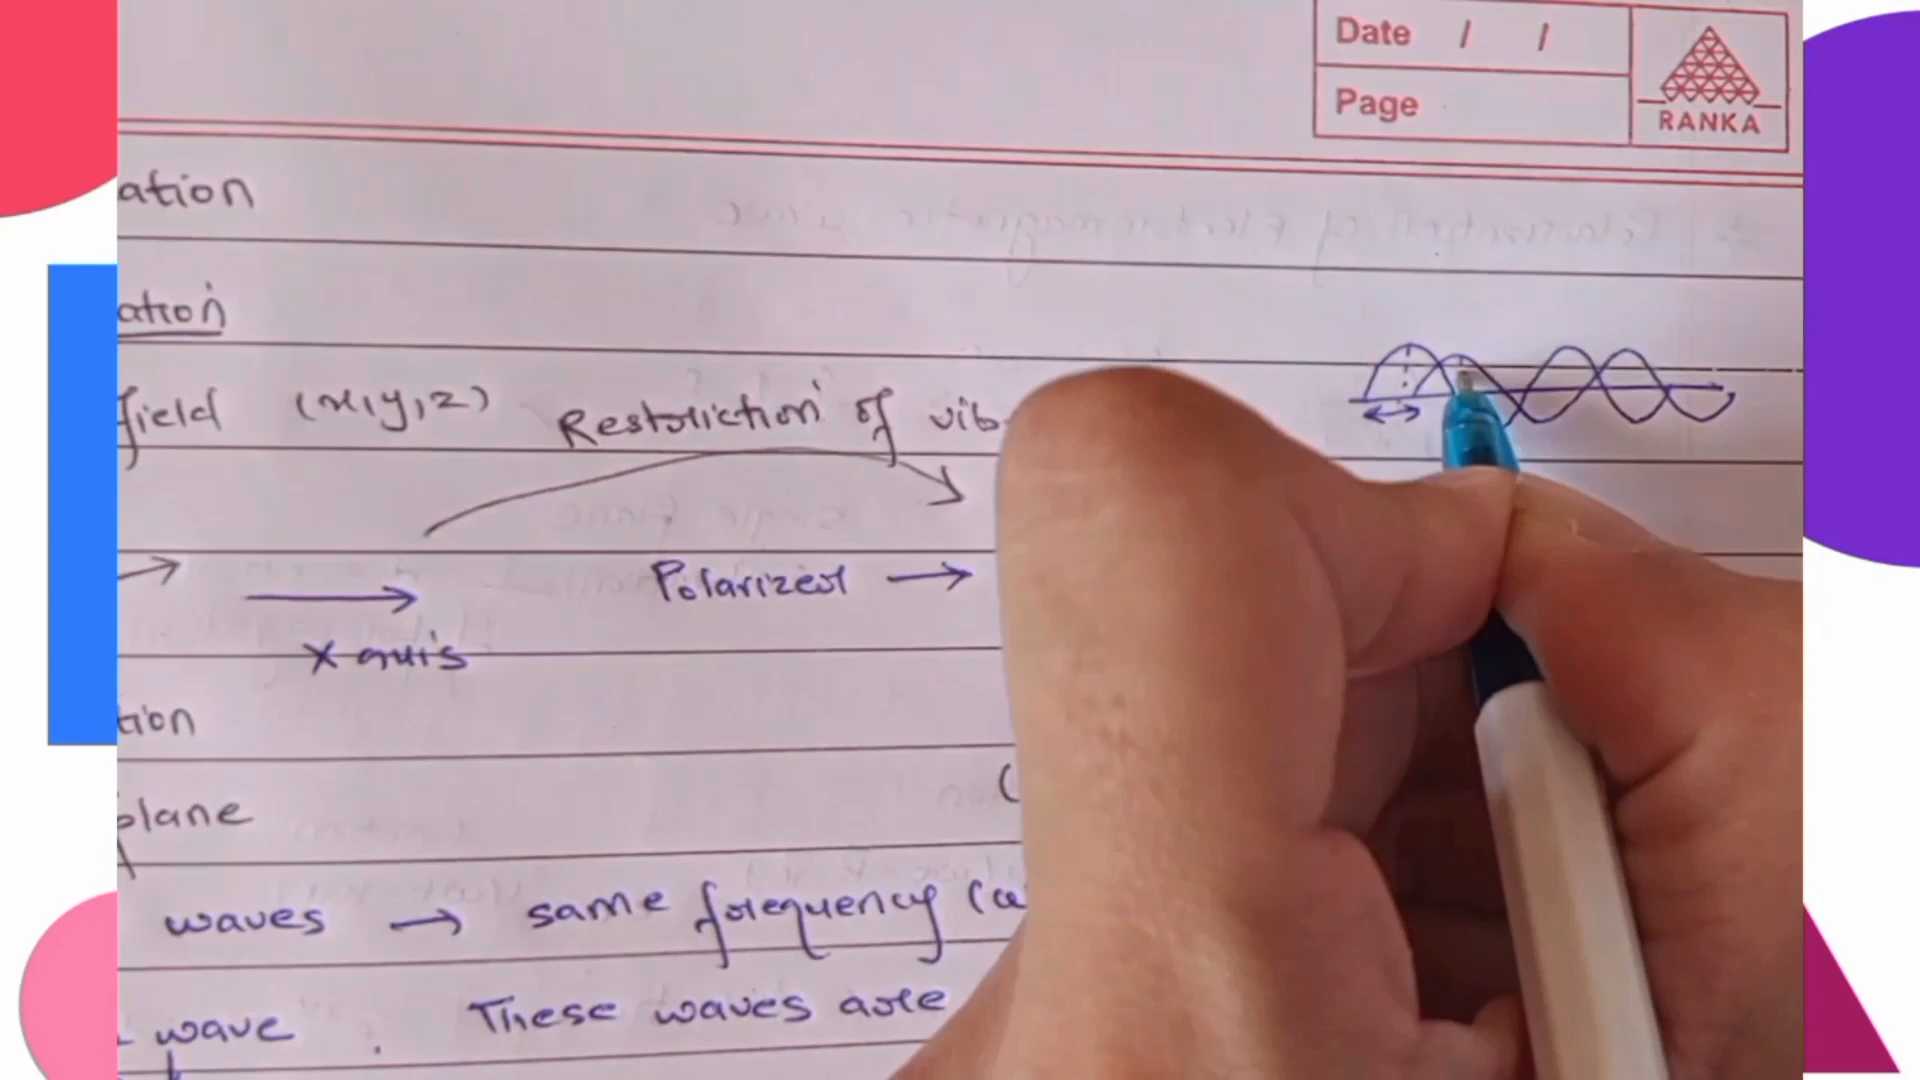 Date / /
Page
RANKA
ation
ation
field (x,y,z) Restriction of vib
Polarized →
X axis
tion
plane (
waves → same frequency (
wave . These waves are